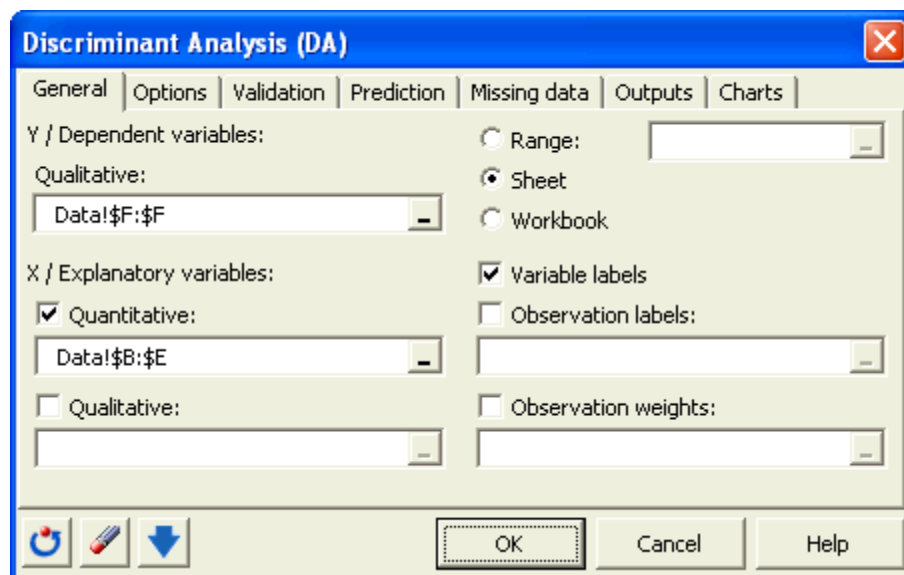 Discriminant Analysis (DA)
General Options Validation Prediction Missing data Outputs Charts
Y / Dependent variables:
Qualitative:
Data!$F:$F
Range:
Sheet
Workbook
X / Explanatory variables:
Quantitative:
Data!$B:$E
Qualitative:
Variable labels
Observation labels:
Observation weights:
OK Cancel Help